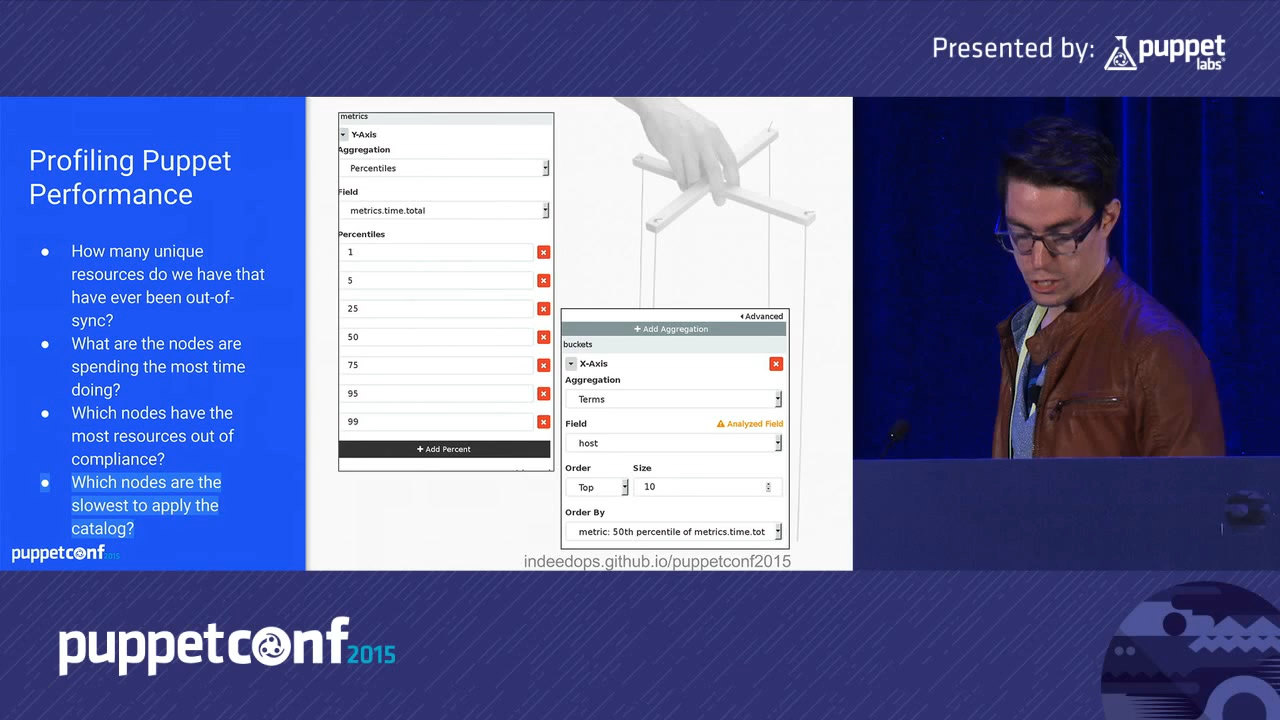 Presented by:
puppet
labs
Profiling Puppet
Performance
● How many unique
resources do we have that
have ever been out-of-
sync?
● What are the nodes are
spending the most time
doing?
● Which nodes have the
most resources out of
compliance?
● Which nodes are the
slowest to apply the
catalog?
puppetconf 2015
metrics
Y-Axis
Aggregation
Percentiles
Field
metrics.time.total
Percentiles
1
5
25
50
75
95
99
+ Add Percent
Advanced
+ Add Aggregation
buckets
X-Axis
Aggregation
Terms
Field Analyzed Field
host
Order Size
Top 10
Order By
metric: 50th percentile of metrics.time.tot
indeedops.github.io/puppetconf2015
puppetconf 2015